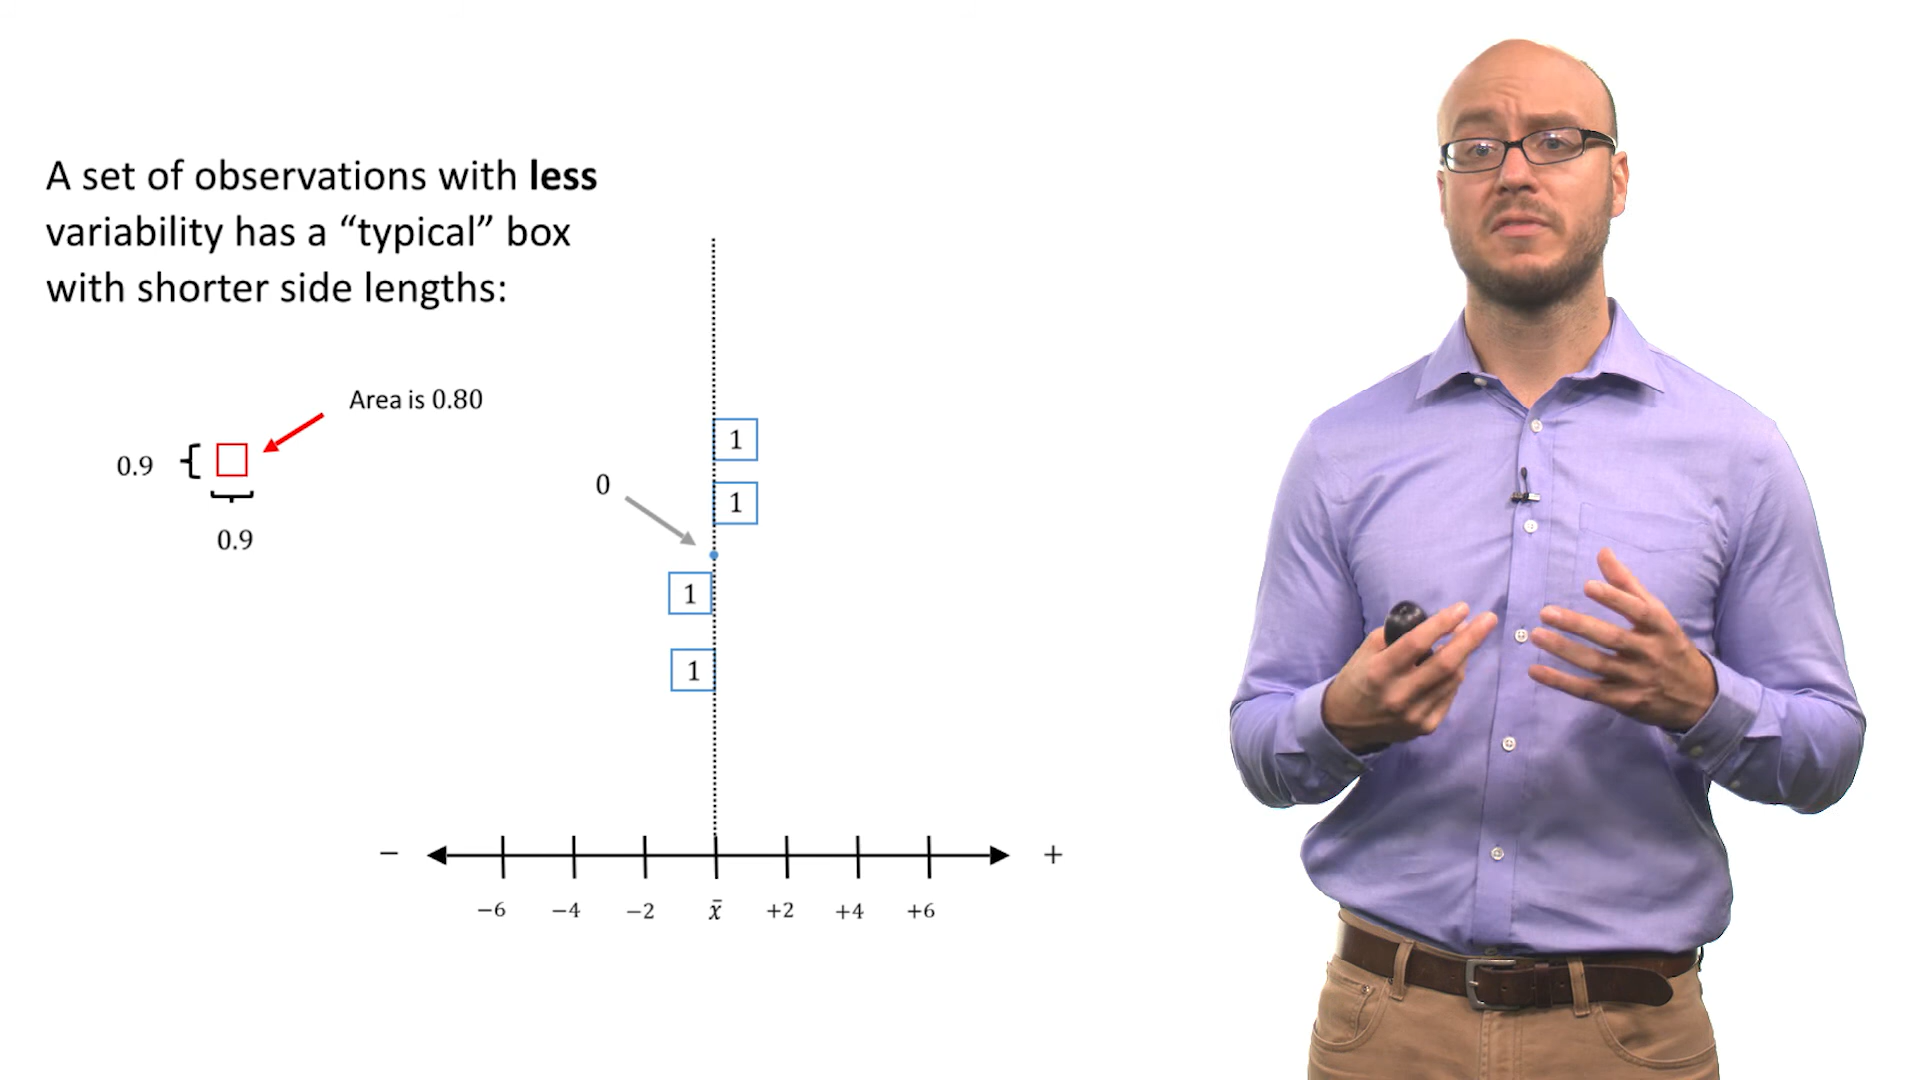 A set of observations with less
variability has a “typical” box
with shorter side lengths:
Area is 0.80
0.9
0.9
0
1
1
1
1
− +
−6 −4 −2 x̄ +2 +4 +6